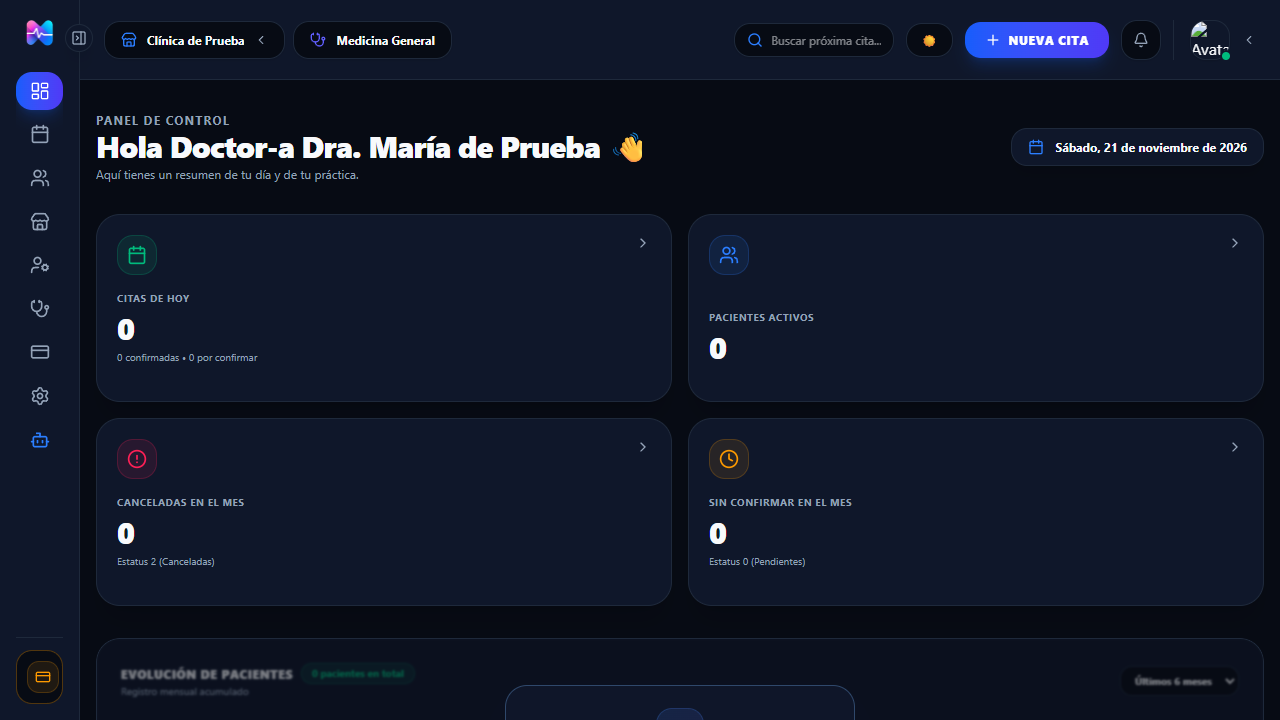 Clínica de Prueba
Medicina General
Buscar próxima cita...
NUEVA CITA
Avata
PANEL DE CONTROL
Hola Doctor-a Dra. María de Prueba 👋
Aquí tienes un resumen de tu día y de tu práctica.
Sábado, 21 de noviembre de 2026
CITAS DE HOY
0
0 confirmadas • 0 por confirmar
PACIENTES ACTIVOS
0
CANCELADAS EN EL MES
0
Estatus 2 (Canceladas)
SIN CONFIRMAR EN EL MES
0
Estatus 0 (Pendientes)
EVOLUCIÓN DE PACIENTES
0 pacientes en total
Registro mensual acumulado
Últimos 6 meses